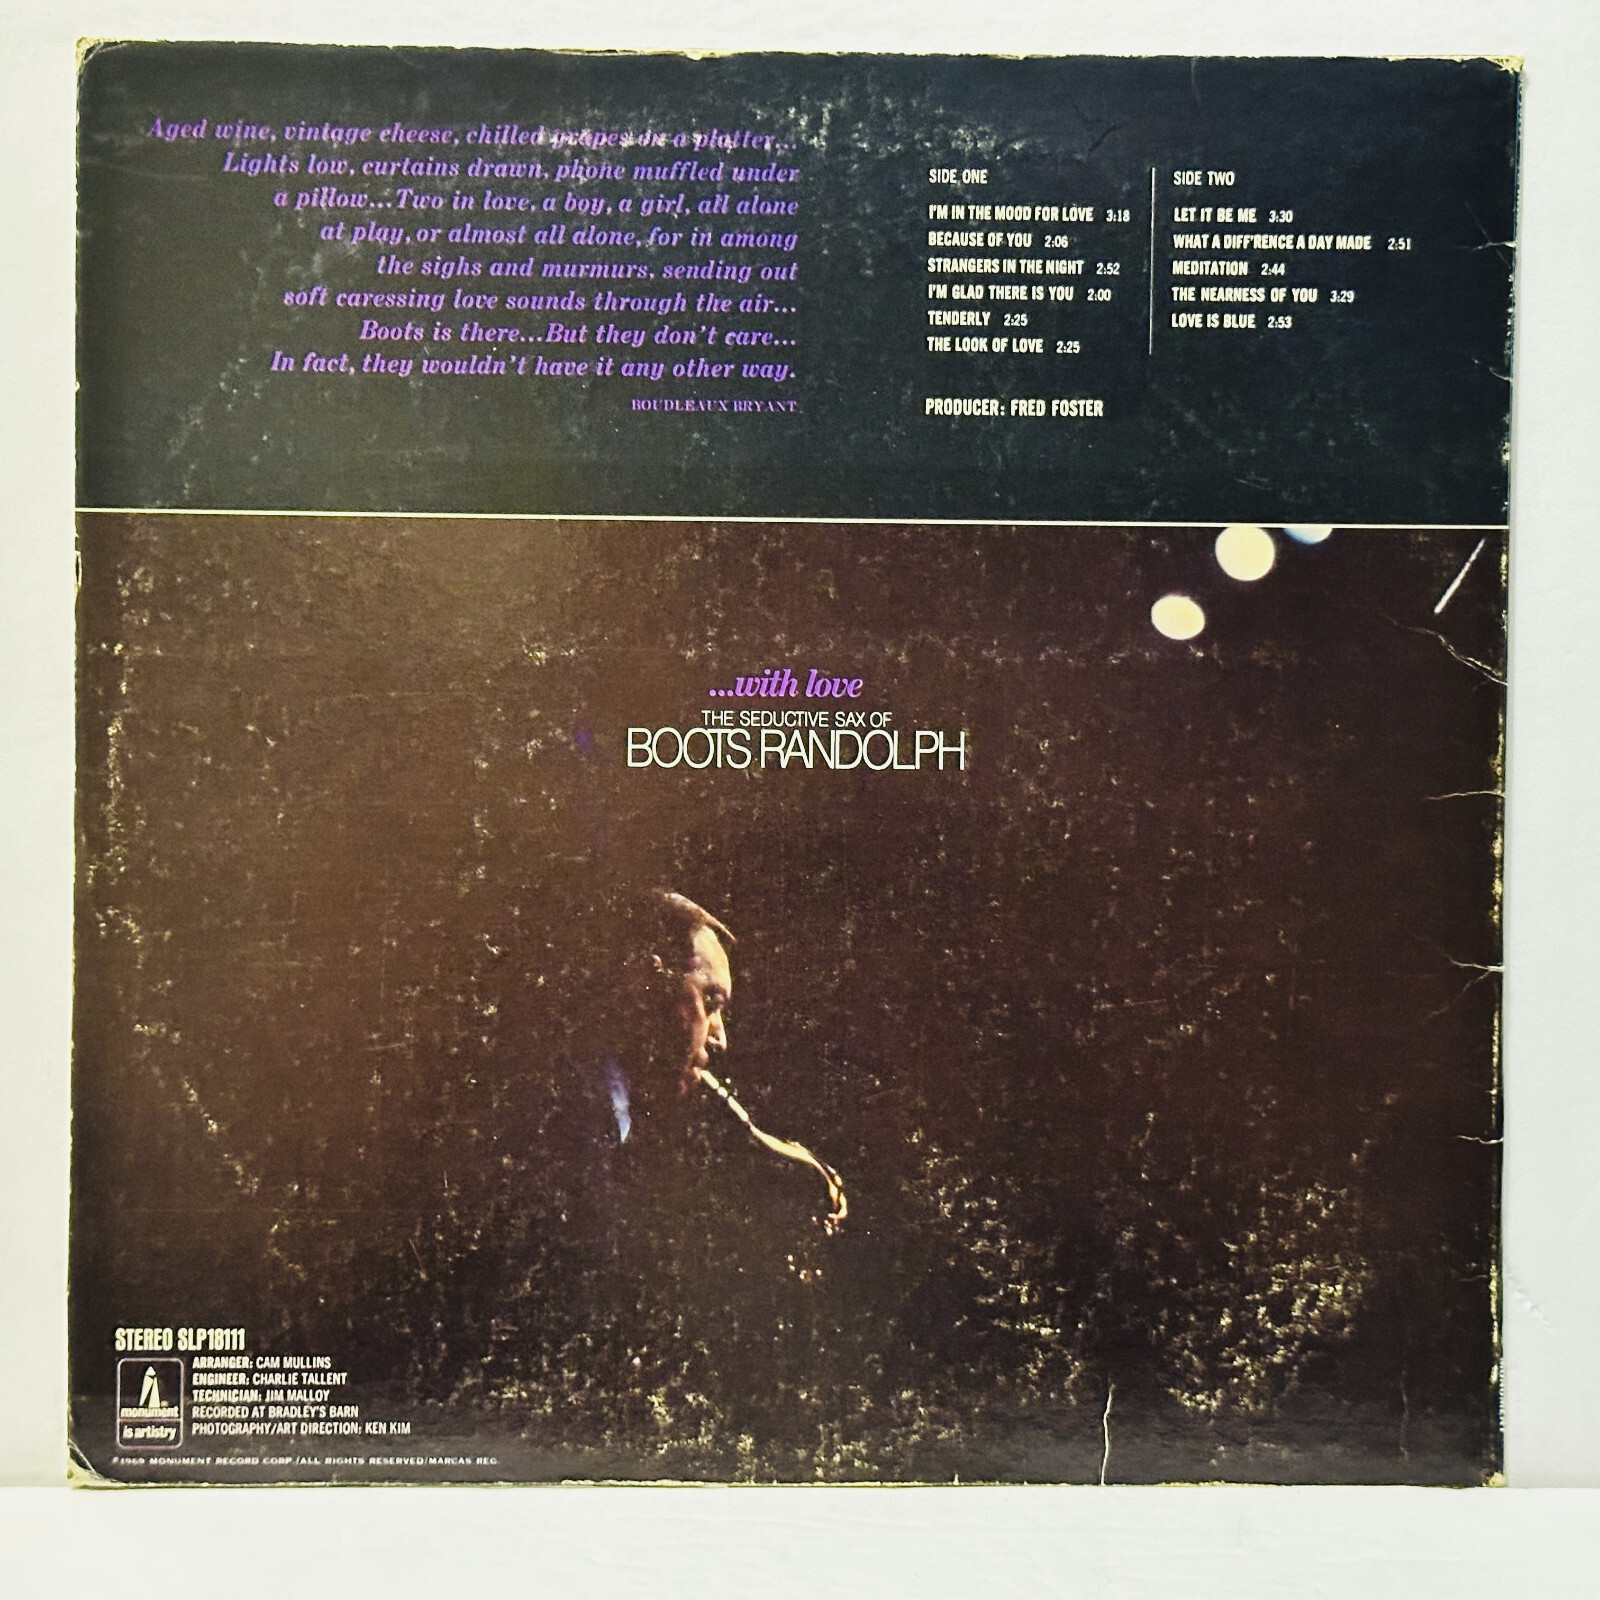 Aged wine, vintage cheese, chilled grapes on a platter...
Lights low, curtains drawn, phone muffled under
a pillow...Two in love, a boy, a girl, all alone
at play, or almost all alone, for in among
the sighs and murmurs, sending out
soft caressing love sounds through the air...
Boots is there...But they don't care...
In fact, they wouldn't have it any other way.
BOUDLEAUX BRYANT
SIDE ONE
I'M IN THE MOOD FOR LOVE 3:18
BECAUSE OF YOU 2:06
STRANGERS IN THE NIGHT 2:52
I'M GLAD THERE IS YOU 2:00
TENDERLY 2:25
THE LOOK OF LOVE 2:25
SIDE TWO
LET IT BE ME 3:30
WHAT A DIFF'RENCE A DAY MADE 2:51
MEDITATION 2:44
THE NEARNESS OF YOU 3:29
LOVE IS BLUE 2:53
PRODUCER: FRED FOSTER
...with love
THE SEDUCTIVE SAX OF
BOOTS RANDOLPH
STEREO SLP18111
monument
is artistry
ARRANGER: CAM MULLINS
ENGINEER: CHARLIE TALLENT
TECHNICIAN: JIM MALLOY
RECORDED AT BRADLEY'S BARN
PHOTOGRAPHY/ART DIRECTION: KEN KIM
℗1969 MONUMENT RECORD CORP./ALL RIGHTS RESERVED/MARCAS REG.